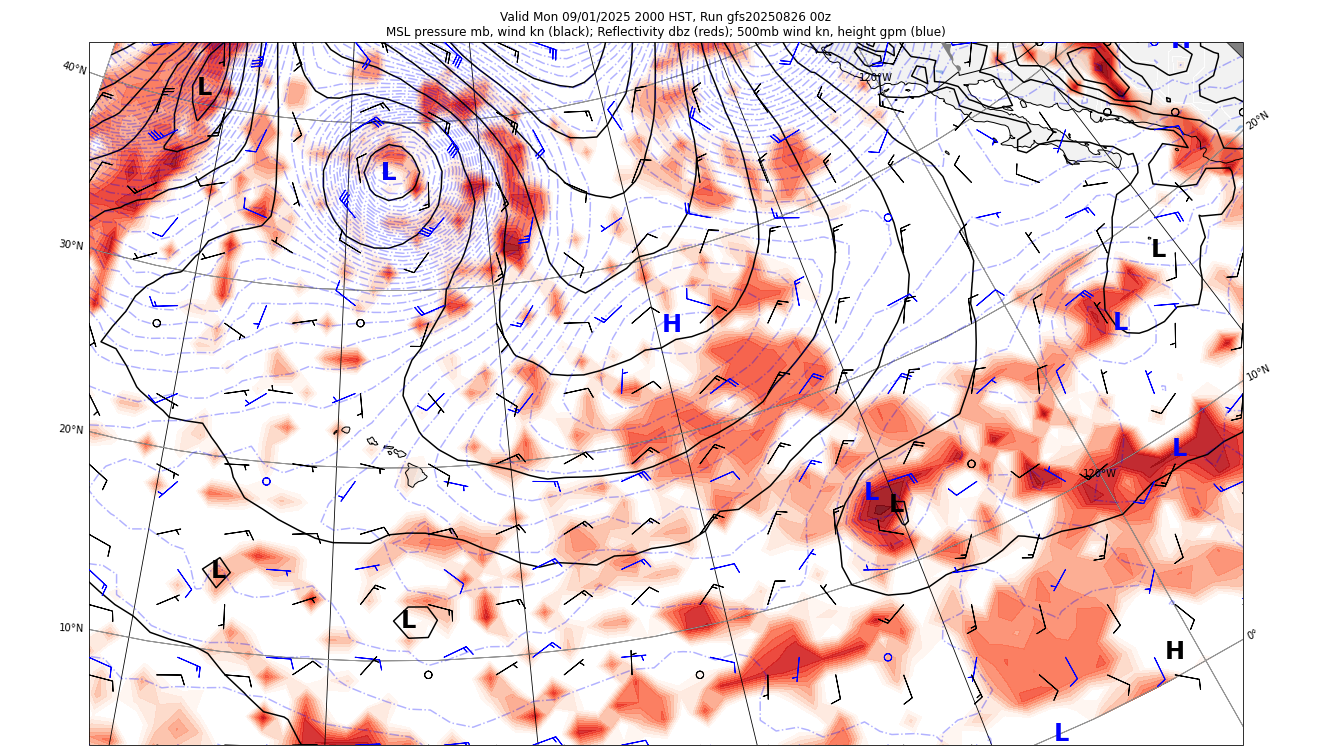 Valid Mon 09/01/2025 2000 HST, Run gfs20250826 00z
MSL pressure mb, wind kn (black); Reflectivity dbz (reds); 500mb wind kn, height gpm (blue)
H
40°N
120°W
L
20°N
L
30°N
L
H
L
10°N
20°N
L
120°W
L
L
L
L
10°N
0°
H
L